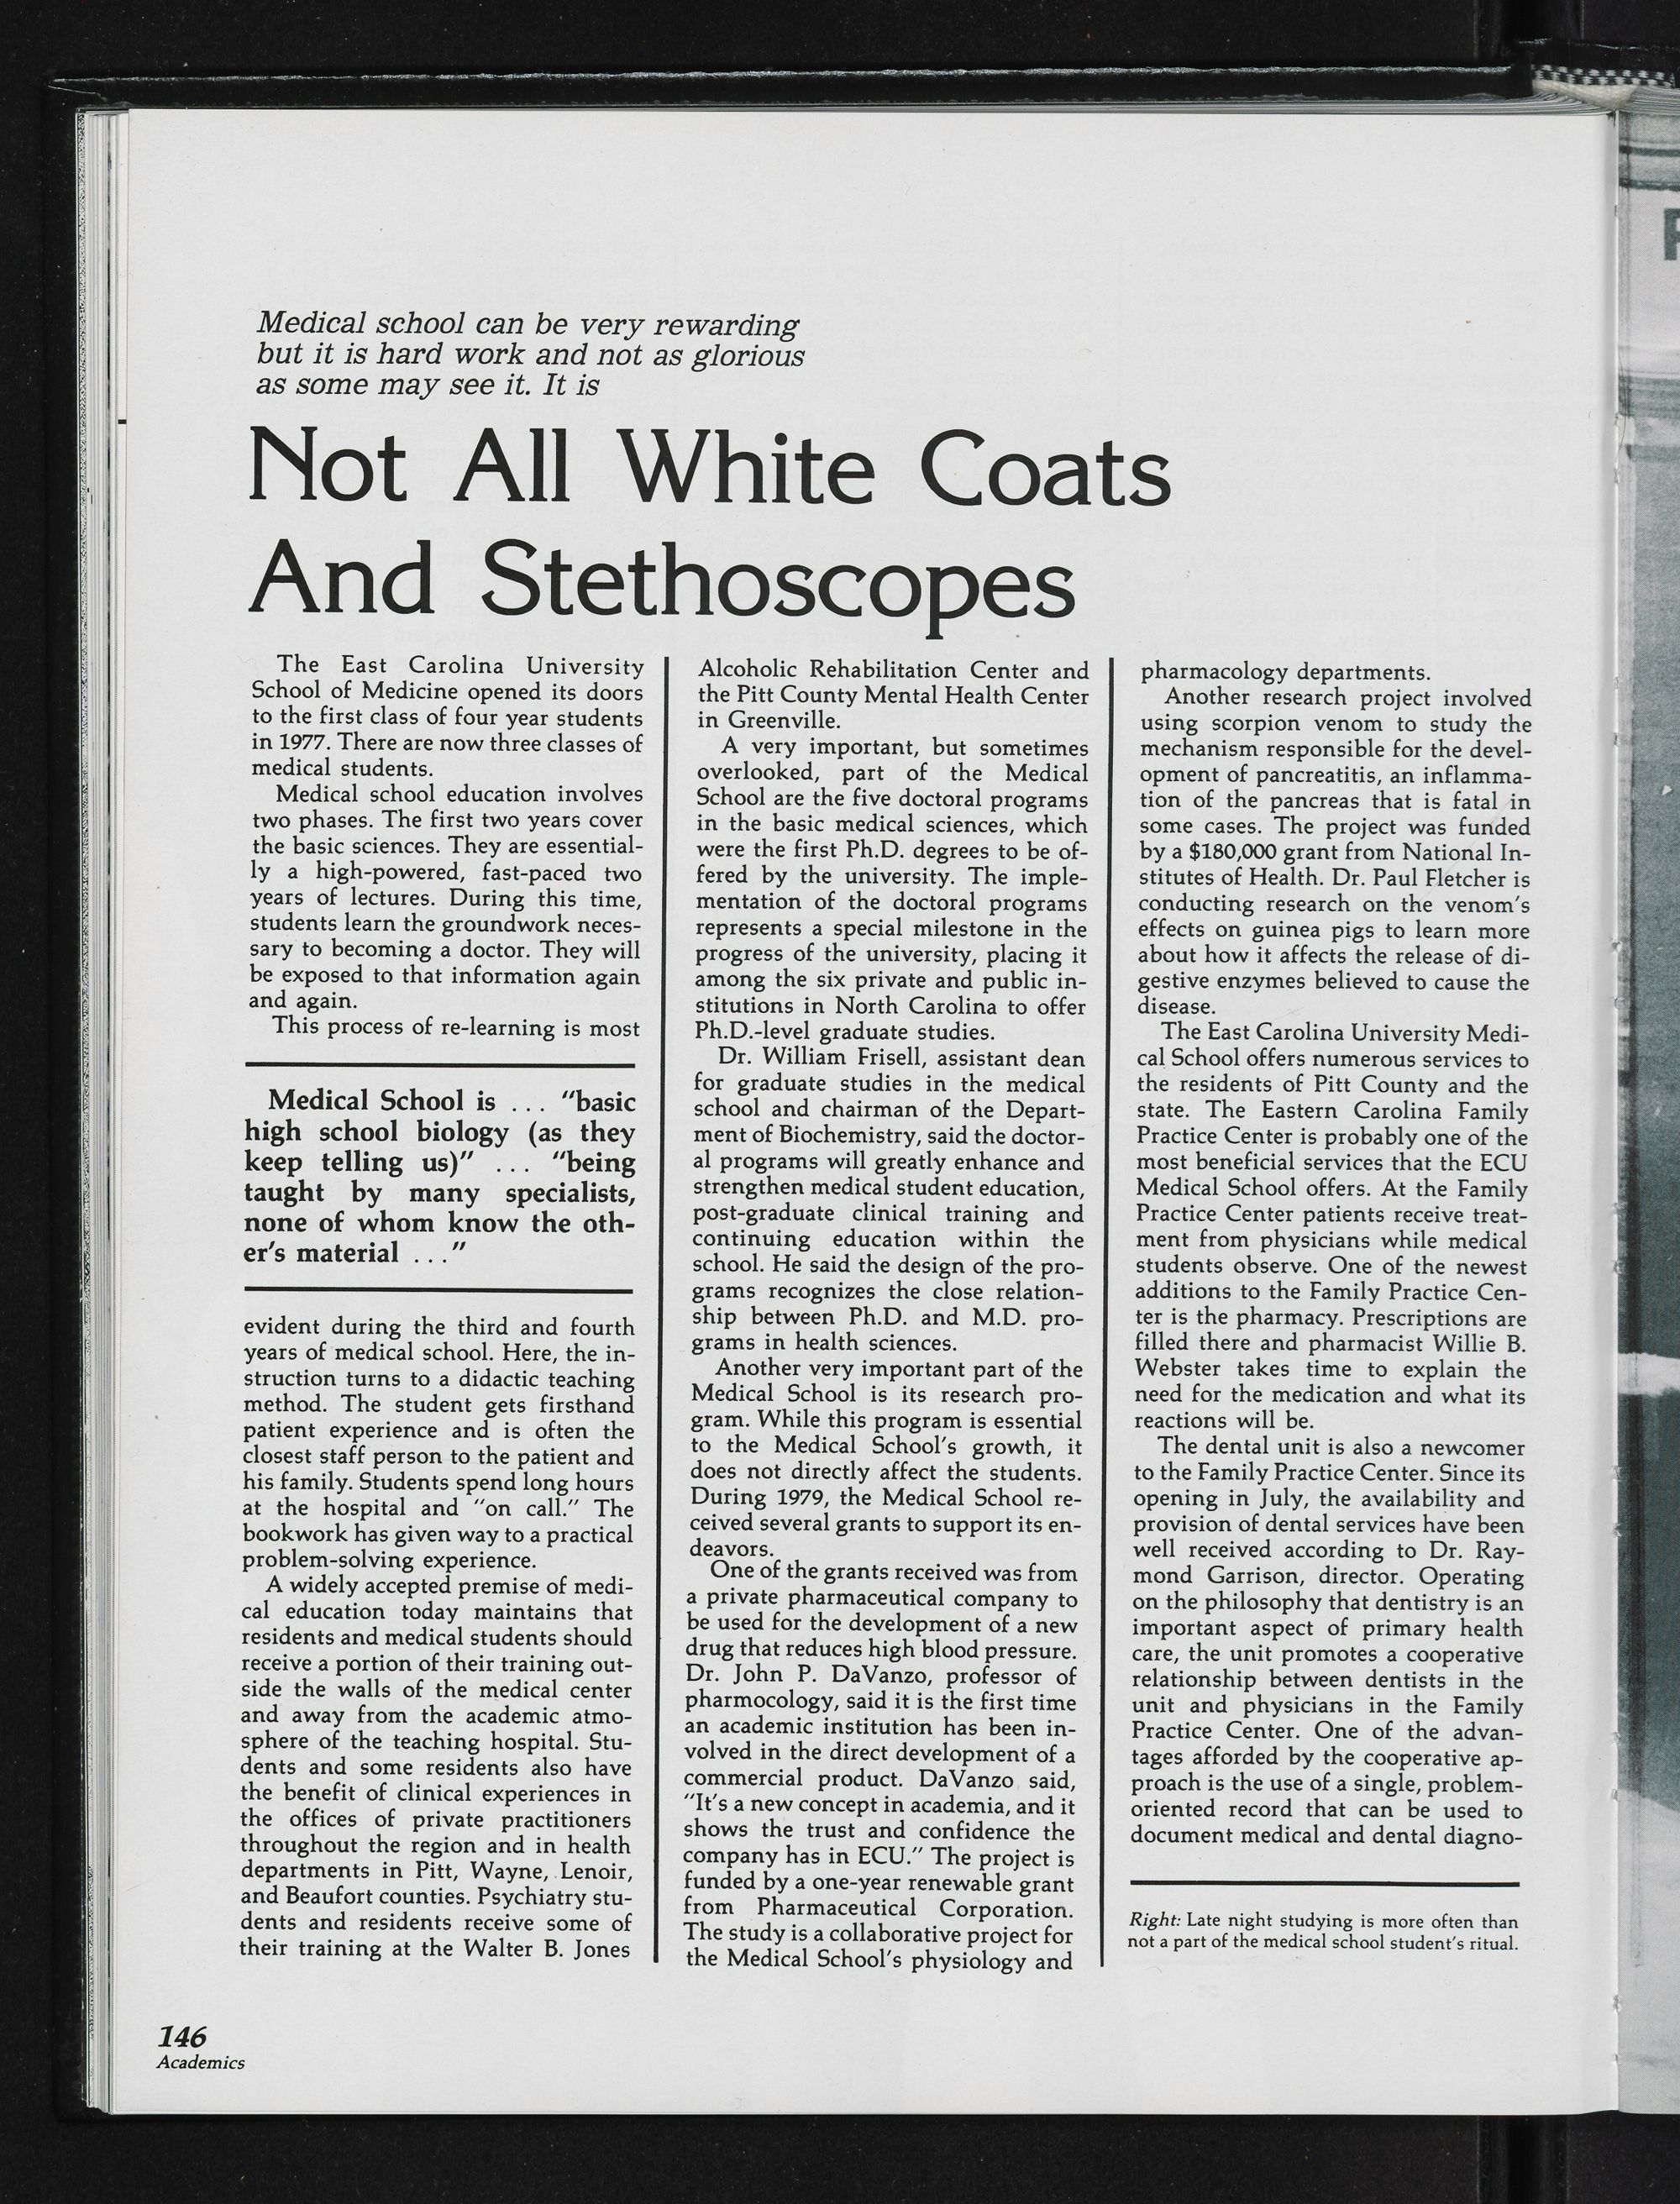 Medical school can be very rewarding
but it is hard work and not as glorious
as some may see it. It is
Not All White Coats
And Stethoscopes
The East Carolina University
School of Medicine opened its doors
to the first class of four year students
in 1977. There are now three classes of
medical students.
Medical school education involves
two phases. The first two years cover
the basic sciences. They are essential-
ly a high-powered, fast-paced two
years of lectures. During this time,
students learn the groundwork neces-
sary to becoming a doctor. They will
be exposed to that information again
and again.
This process of re-learning is most
Medical School is ... “basic
high school biology (as they
keep telling us)” ... “being
taught by many specialists,
none of whom know the oth-
er's material ...”
evident during the third and fourth
years of medical school. Here, the in-
struction turns to a didactic teaching
method. The student gets firsthand
patient experience and is often the
closest staff person to the patient and
his family. Students spend long hours
at the hospital and “on call.” The
bookwork has given way to a practical
problem-solving experience.
A widely accepted premise of medi-
cal education today maintains that
residents and medical students should
receive a portion of their training out-
side the walls of the medical center
and away from the academic atmo-
sphere of the teaching hospital. Stu-
dents and some residents also have
the benefit of clinical experiences in
the offices of private practitioners
throughout the region and in health
departments in Pitt, Wayne, Lenoir,
and Beaufort counties. Psychiatry stu-
dents and residents receive some of
their training at the Walter B. Jones
Alcoholic Rehabilitation Center and
the Pitt County Mental Health Center
in Greenville.
A very important, but sometimes
overlooked, part of the Medical
School are the five doctoral programs
in the basic medical sciences, which
were the first Ph.D. degrees to be of-
fered by the university. The imple-
mentation of the doctoral programs
represents a special milestone in the
progress of the university, placing it
among the six private and public in-
stitutions in North Carolina to offer
Ph.D.-level graduate studies.
Dr. William Frisell, assistant dean
for graduate studies in the medical
school and chairman of the Depart-
ment of Biochemistry, said the doctor-
al programs will greatly enhance and
strengthen medical student education,
post-graduate clinical training and
continuing education within the
school. He said the design of the pro-
grams recognizes the close relation-
ship between Ph.D. and M.D. pro-
grams in health sciences.
Another very important part of the
Medical School is its research pro-
gram. While this program is essential
to the Medical School's growth, it
does not directly affect the students.
During 1979, the Medical School re-
ceived several grants to support its en-
deavors.
One of the grants received was from
a private pharmaceutical company to
be used for the development of a new
drug that reduces high blood pressure.
Dr. John P. DaVanzo, professor of
pharmocology, said it is the first time
an academic institution has been in-
volved in the direct development of a
commercial product. DaVanzo said,
“It's a new concept in academia, and it
shows the trust and confidence the
company has in ECU.” The project is
funded by a one-year renewable grant
from Pharmaceutical Corporation.
The study is a collaborative project for
the Medical School's physiology and
pharmacology departments.
Another research project involved
using scorpion venom to study the
mechanism responsible for the devel-
opment of pancreatitis, an inflamma-
tion of the pancreas that is fatal in
some cases. The project was funded
by a $180,000 grant from National In-
stitutes of Health. Dr. Paul Fletcher is
conducting research on the venom's
effects on guinea pigs to learn more
about how it affects the release of di-
gestive enzymes believed to cause the
disease.
The East Carolina University Medi-
cal School offers numerous services to
the residents of Pitt County and the
state. The Eastern Carolina Family
Practice Center is probably one of the
most beneficial services that the ECU
Medical School offers. At the Family
Practice Center patients receive treat-
ment from physicians while medical
students observe. One of the newest
additions to the Family Practice Cen-
ter is the pharmacy. Prescriptions are
filled there and pharmacist Willie B.
Webster takes time to explain the
need for the medication and what its
reactions will be.
The dental unit is also a newcomer
to the Family Practice Center. Since its
opening in July, the availability and
provision of dental services have been
well received according to Dr. Ray-
mond Garrison, director. Operating
on the philosophy that dentistry is an
important aspect of primary health
care, the unit promotes a cooperative
relationship between dentists in the
unit and physicians in the Family
Practice Center. One of the advan-
tages afforded by the cooperative ap-
proach is the use of a single, problem-
oriented record that can be used to
document medical and dental diagno-
Right: Late night studying is more often than
not a part of the medical school student's ritual.
146
Academics